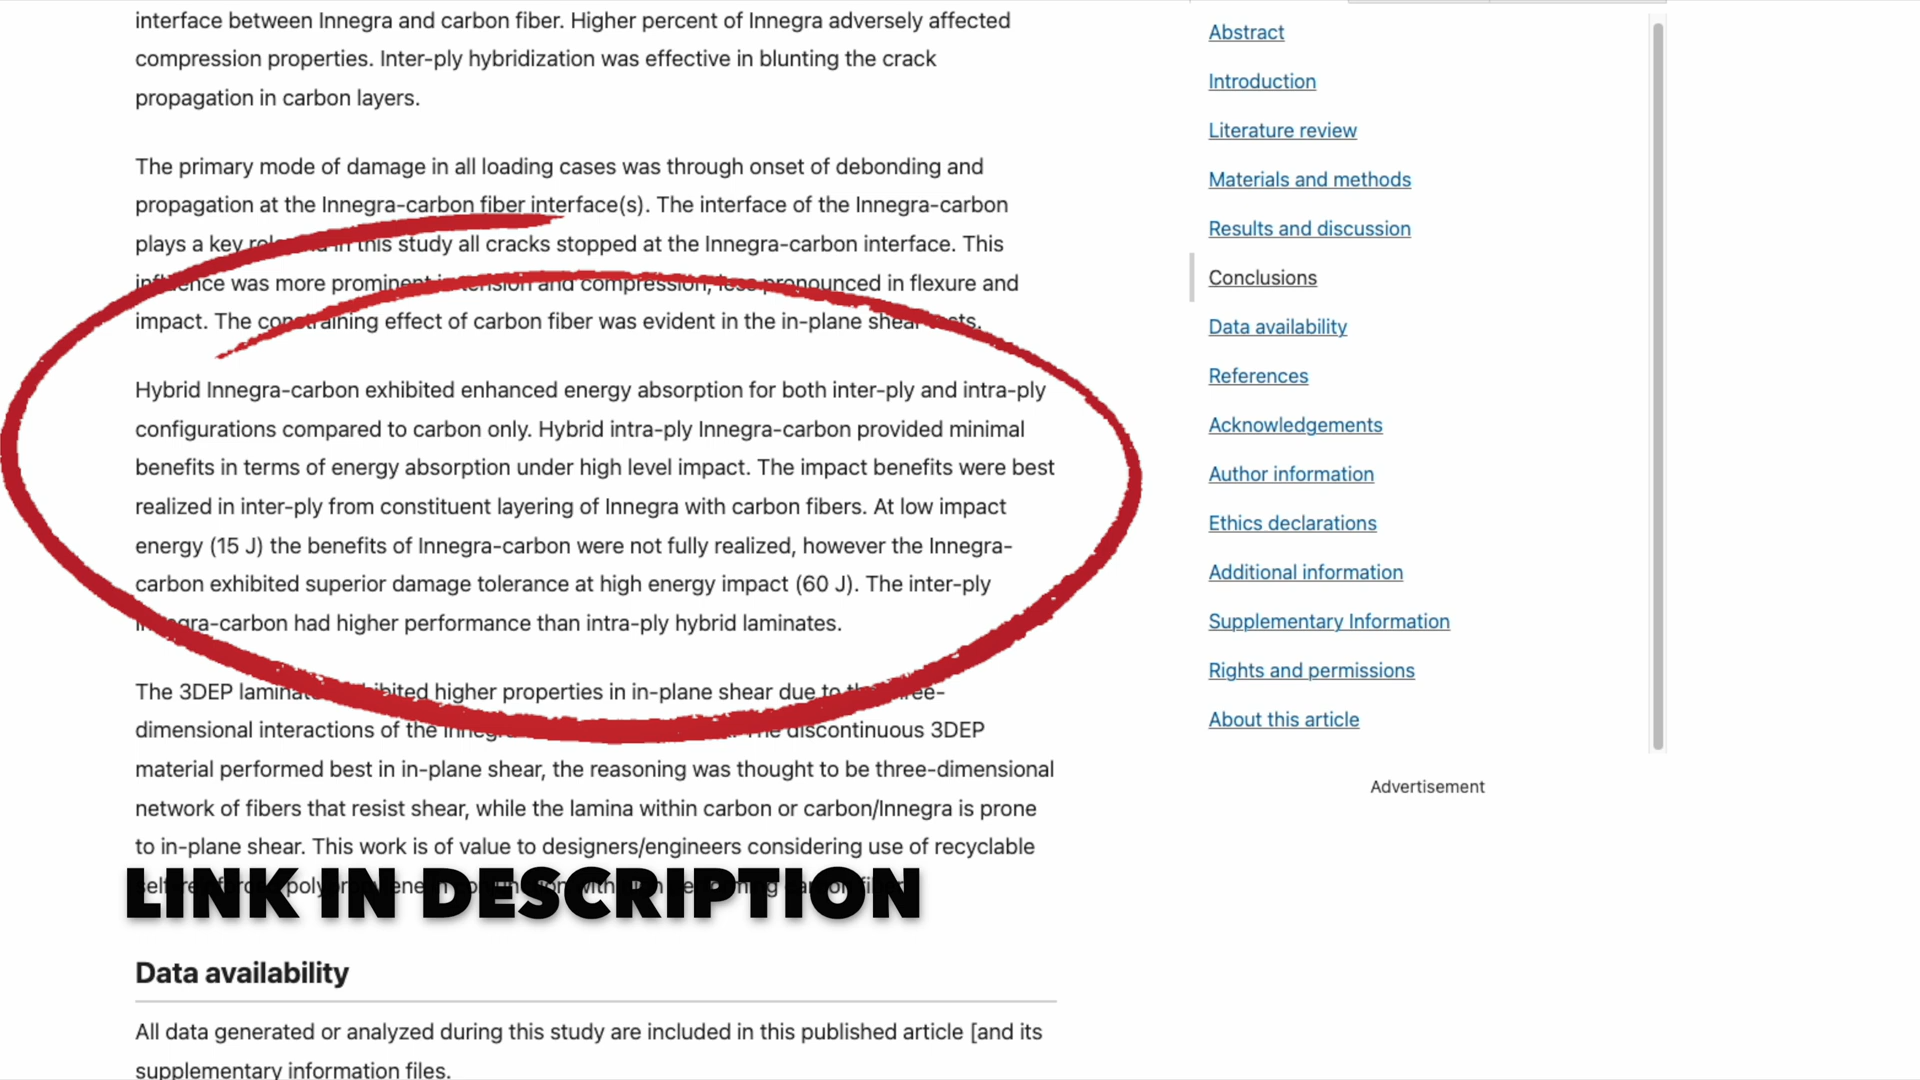 interface between Innegra and carbon fiber. Higher percent of Innegra adversely affected
compression properties. Inter-ply hybridization was effective in blunting the crack
propagation in carbon layers.
The primary mode of damage in all loading cases was through onset of debonding and
propagation at the Innegra-carbon fiber interface(s). The interface of the Innegra-carbon
plays a key in this study all cracks stopped at the Innegra-carbon interface. This
influence was more prominent in tension and compression, less pronounced in flexure and
impact. The constraining effect of carbon fiber was evident in the in-plane shear tests.
Hybrid Innegra-carbon exhibited enhanced energy absorption for both inter-ply and intra-ply
configurations compared to carbon only. Hybrid intra-ply Innegra-carbon provided minimal
benefits in terms of energy absorption under high level impact. The impact benefits were best
realized in inter-ply from constituent layering of Innegra with carbon fibers. At low impact
energy (15 J) the benefits of Innegra-carbon were not fully realized, however the Innegra-
carbon exhibited superior damage tolerance at high energy impact (60 J). The inter-ply
Innegra-carbon had higher performance than intra-ply hybrid laminates.
The 3DEP laminate exhibited higher properties in in-plane shear due to the three-
dimensional interactions of the The discontinuous 3DEP
material performed best in in-plane shear, the reasoning was thought to be three-dimensional
network of fibers that resist shear, while the lamina within carbon or carbon/Innegra is prone
to in-plane shear. This work is of value to designers/engineers considering use of recyclable
LINK IN DESCRIPTION
Data availability
All data generated or analyzed during this study are included in this published article [and its
supplementary information files.
Abstract
Introduction
Literature review
Materials and methods
Results and discussion
Conclusions
Data availability
References
Acknowledgements
Author information
Ethics declarations
Additional information
Supplementary Information
Rights and permissions
About this article
Advertisement